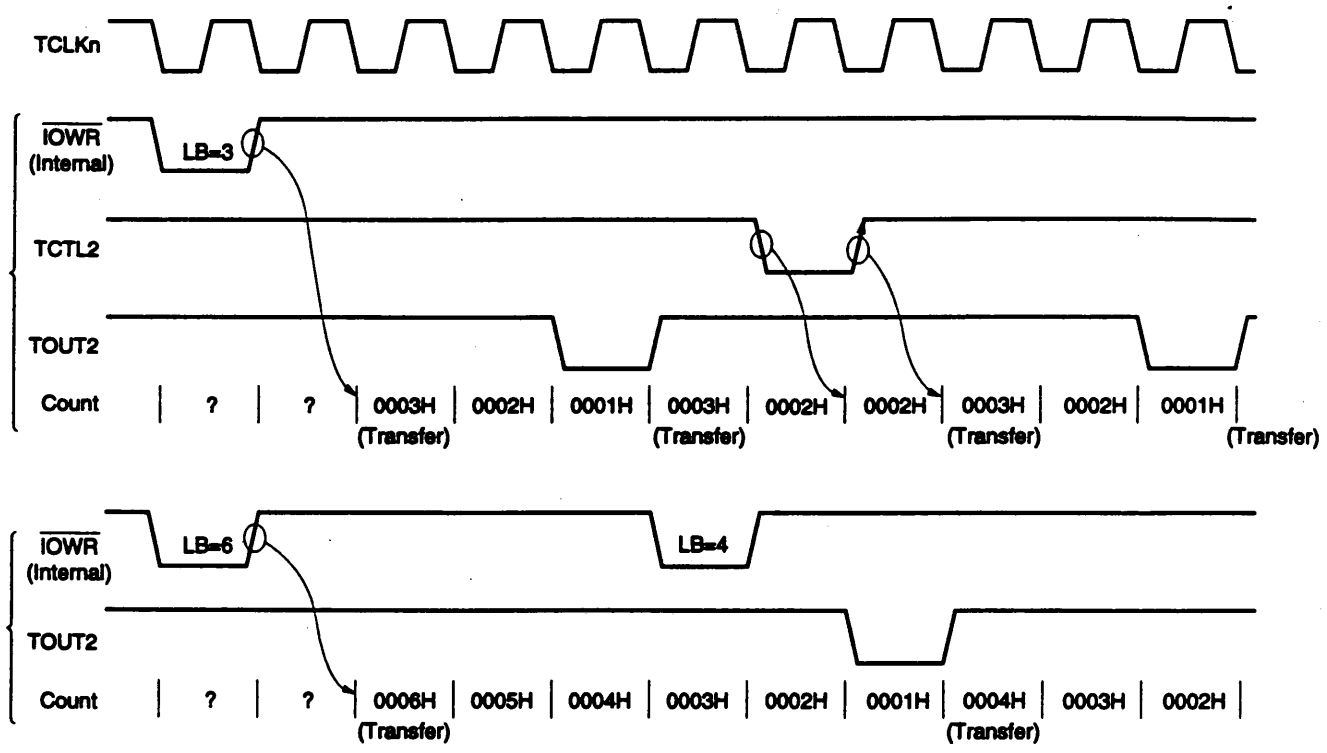 TCLKn
IOWR
(Internal)
LB=3
TCTL2
TOUT2
Count ? ? 0003H 0002H 0001H 0003H 0002H 0002H 0003H 0002H 0001H
(Transfer) (Transfer) (Transfer) (Transfer)
IOWR
(Internal)
LB=6 LB=4
TOUT2
Count ? ? 0006H 0005H 0004H 0003H 0002H 0001H 0004H 0003H 0002H
(Transfer) (Transfer)